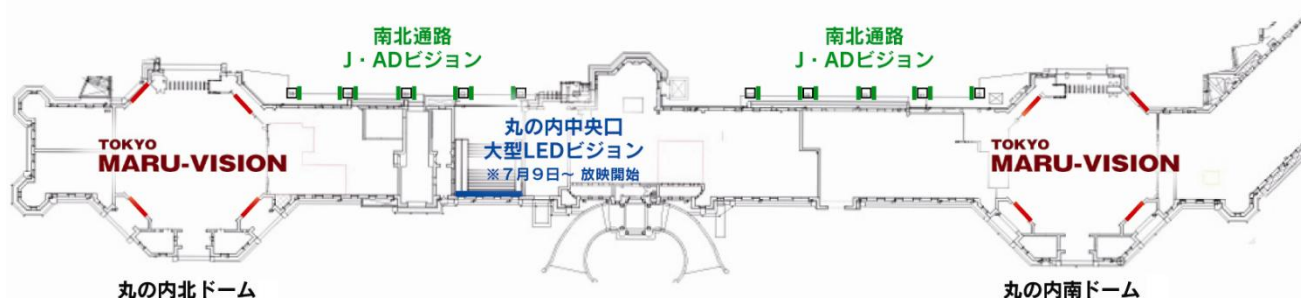 南北通路
J・ADビジョン
南北通路
J・ADビジョン
丸の内中央口
大型LEDビジョン
※7月9日〜 放映開始
TOKYO
MARU-VISION
TOKYO
MARU-VISION
丸の内北ドーム
丸の内南ドーム